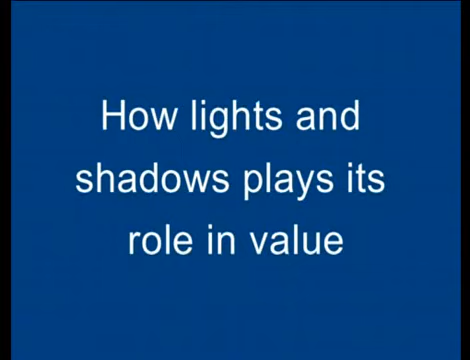 How lights and
shadows plays its
role in value